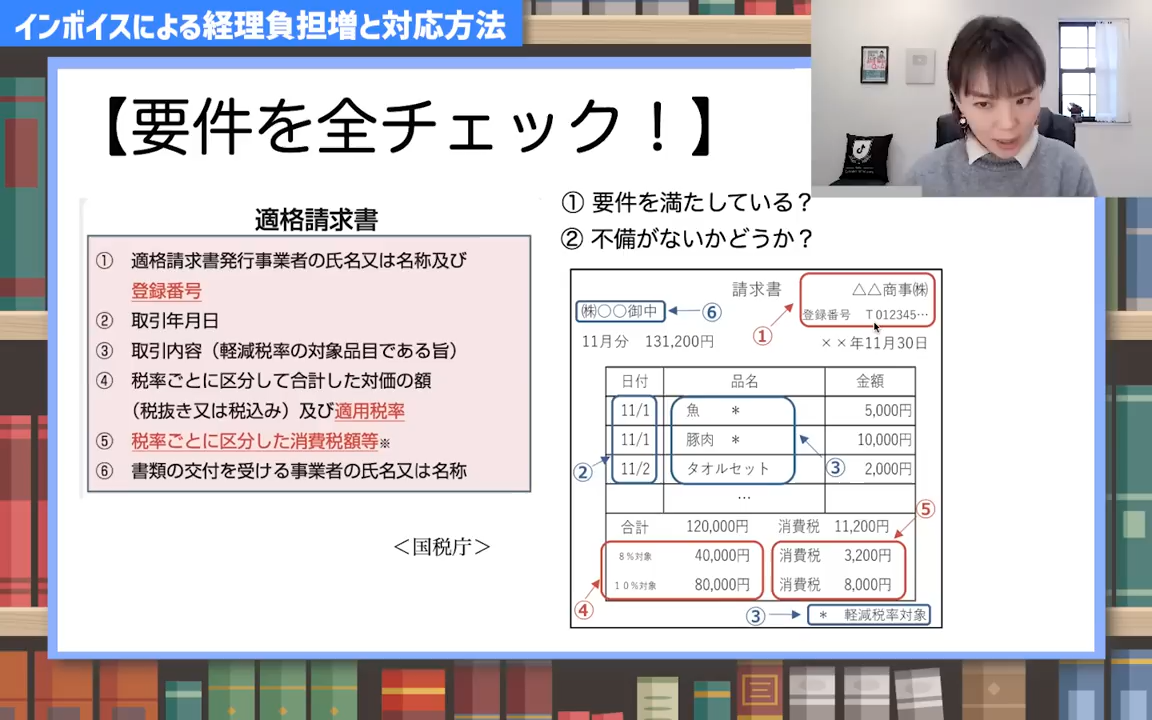 インボイスによる経理負担増と対応方法
【要件を全チェック！】
適格請求書
① 適格請求書発行事業者の氏名又は名称及び
登録番号
② 取引年月日
③ 取引内容（軽減税率の対象品目である旨）
④ 税率ごとに区分して合計した対価の額
（税抜き又は税込み）及び適用税率
⑤ 税率ごとに区分した消費税額等※
⑥ 書類の交付を受ける事業者の氏名又は名称
＜国税庁＞
① 要件を満たしている？
② 不備がないかどうか？
請求書 △△商事㈱
㈱〇〇御中 ⑥ ① 登録番号 Ｔ012345…
11月分 131,200円 ××年11月30日
日付 品名 金額
11/1 魚 * 5,000円
11/1 豚肉 * 10,000円
② 11/2 タオルセット ③ 2,000円
…
⑤
合計 120,000円 消費税 11,200円
8％対象 40,000円 消費税 3,200円
１０％対象 80,000円 消費税 8,000円
④
③ * 軽減税率対象